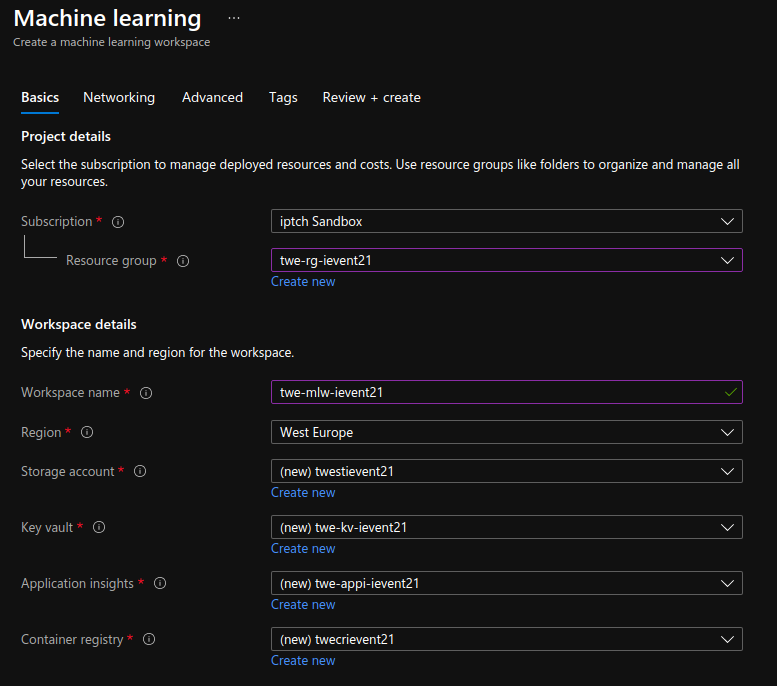 Machine learning ...
Create a machine learning workspace
Basics Networking Advanced Tags Review + create
Project details
Select the subscription to manage deployed resources and costs. Use resource groups like folders to organize and manage all
your resources.
Subscription * iptch Sandbox
Resource group * twe-rg-ievent21
Create new
Workspace details
Specify the name and region for the workspace.
Workspace name * twe-mlw-ievent21
Region * West Europe
Storage account * (new) twestievent21
Create new
Key vault * (new) twe-kv-ievent21
Create new
Application insights * (new) twe-appi-ievent21
Create new
Container registry * (new) twecrievent21
Create new